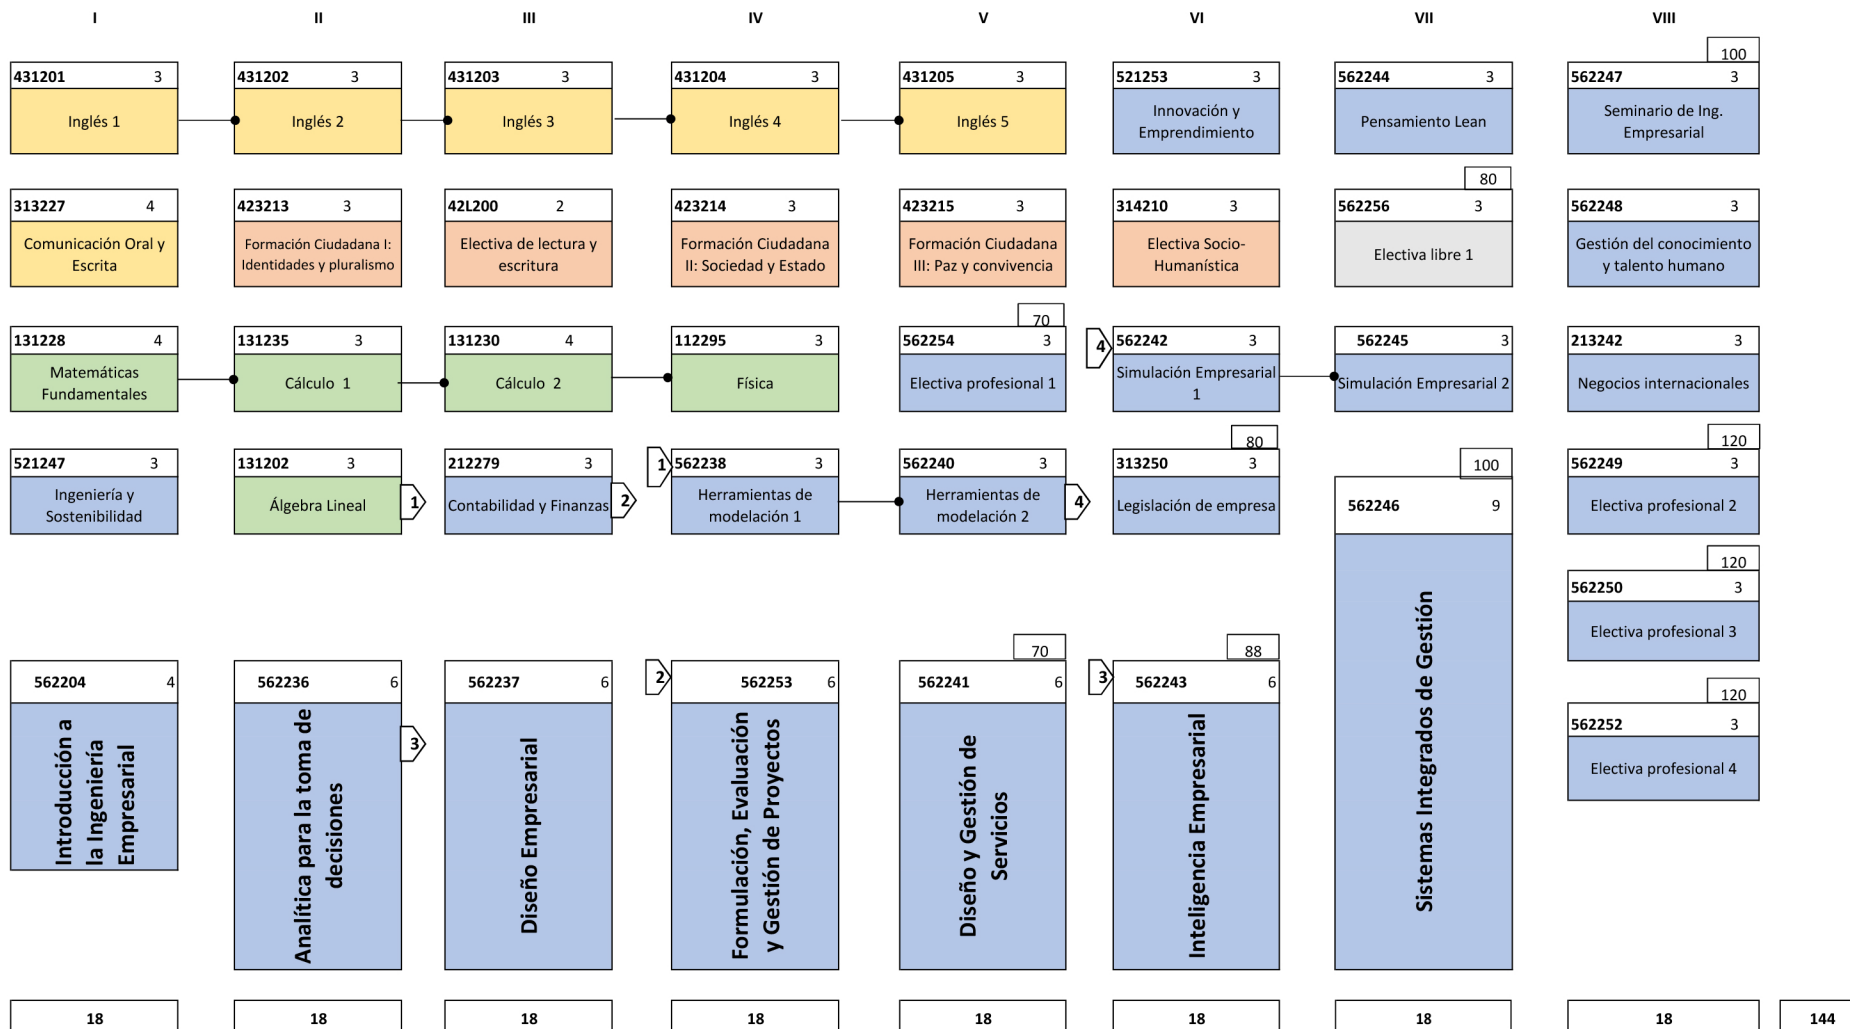 I II III IV V VI VII VIII
100
431201 3 431202 3 431203 3 431204 3 431205 3 521253 3 562244 3 562247 3
Inglés 1
Inglés 2
Inglés 3
Inglés 4
Inglés 5
Innovación y
Emprendimiento
Pensamiento Lean
Seminario de Ing.
Empresarial
80
313227 4 423213 3 42L200 2 423214 3 423215 3 314210 3 562256 3 562248 3
Comunicación Oral y
Escrita
Formación Ciudadana I:
Identidades y pluralismo
Electiva de lectura y
escritura
Formación Ciudadana
II: Sociedad y Estado
Formación Ciudadana
III: Paz y convivencia
Electiva Socio-
Humanística
Electiva libre 1
Gestión del conocimiento
y talento humano
70
4
131228 4 131235 3 131230 4 112295 3 562254 3 562242 3 562245 3 213242 3
Matemáticas
Fundamentales
Cálculo 1
Cálculo 2
Física
Electiva profesional 1
Simulación Empresarial
1
Simulación Empresarial 2
Negocios internacionales
80
120
1
100
521247 3 131202 3 212279 3 562238 3 562240 3 313250 3 562249 3
Ingeniería y
Sostenibilidad
Álgebra Lineal
1
Contabilidad y Finanzas
2
Herramientas de
modelación 1
Herramientas de
modelación 2
4
Legislación de empresa
562246 9
Sistemas Integrados de Gestión
Electiva profesional 2
120
562250 3
Electiva profesional 3
70
88
2
3
562204 4 562236 6 562237 6 562253 6 562241 6 562243 6
Introducción a
la Ingeniería
Empresarial
Analítica para la toma de
decisiones
3
Diseño Empresarial
Formulación, Evaluación
y Gestión de Proyectos
Diseño y Gestión de
Servicios
Inteligencia Empresarial
120
562252 3
Electiva profesional 4
18 18 18 18 18 18 18 18 144